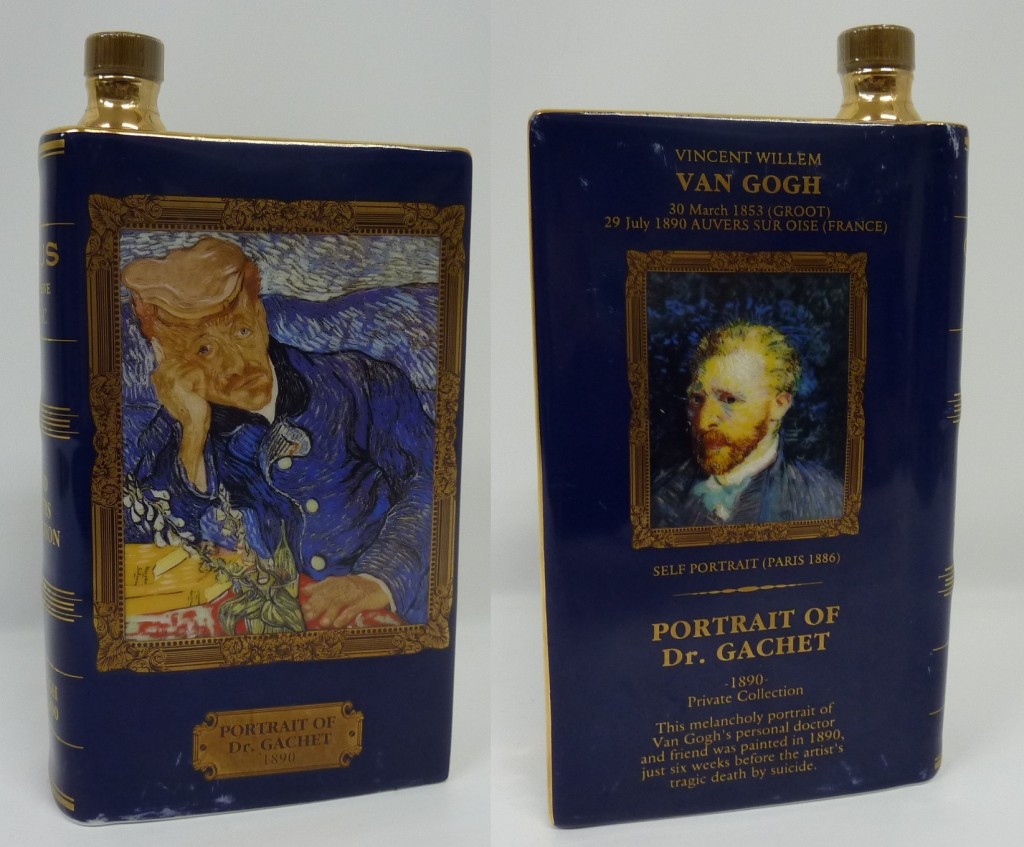 PORTRAIT OF
Dr. GACHET
1890
VINCENT WILLEM
VAN GOGH
30 March 1853 (GROOT)
29 July 1890 AUVERS SUR OISE (FRANCE)
SELF PORTRAIT (PARIS 1886)
PORTRAIT OF
Dr. GACHET
-1890-
Private Collection
This melancholy portrait of
Van Gogh's personal doctor
and friend was painted in 1890,
just six weeks before the artist's
tragic death by suicide.